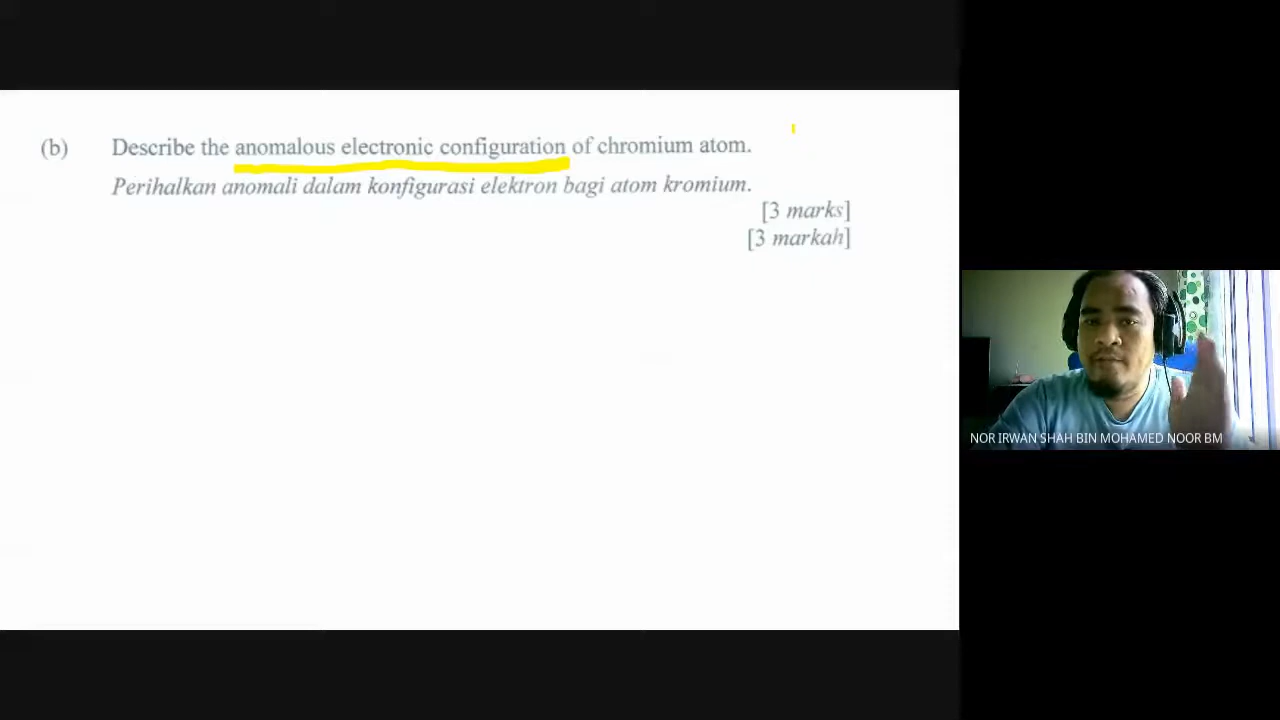 (b) Describe the anomalous electronic configuration of chromium atom.
Perihalkan anomali dalam konfigurasi elektron bagi atom kromium.
[3 marks]
[3 markah]
NOR IRWAN SHAH BIN MOHAMED NOOR BM